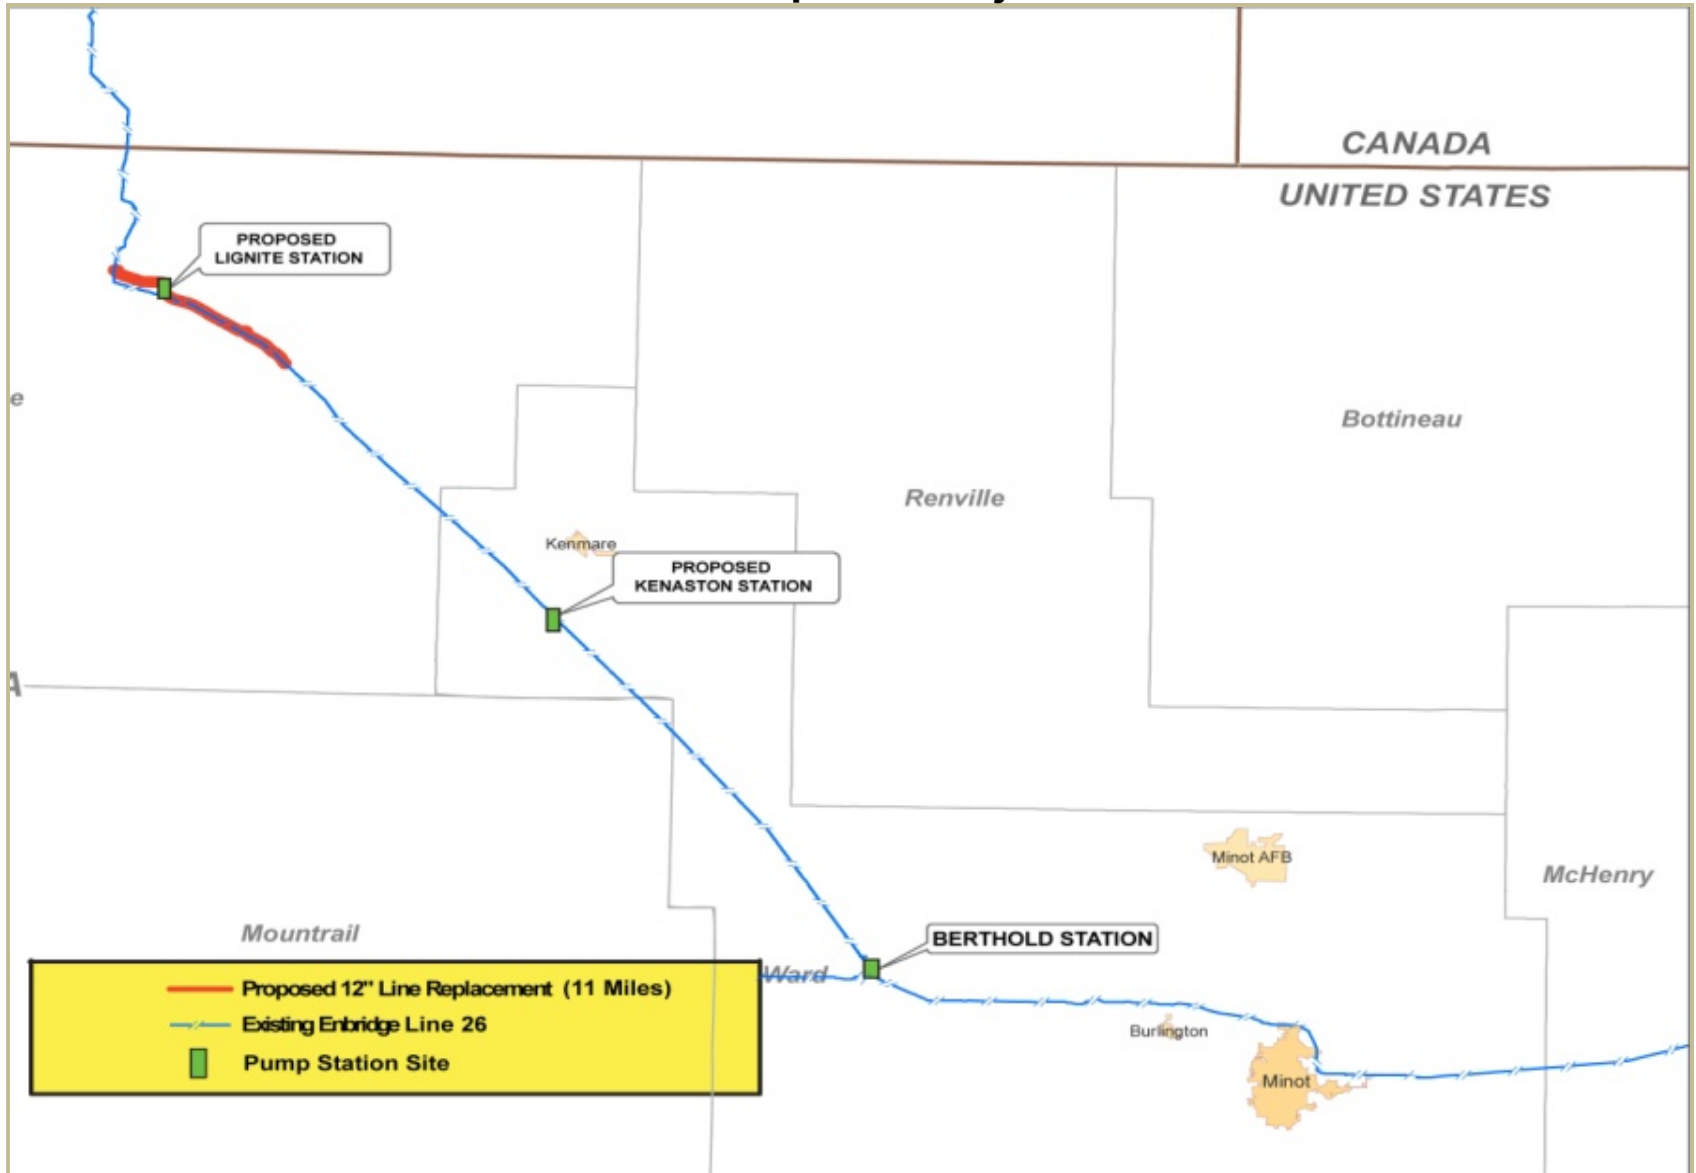 CANADA
UNITED STATES
PROPOSED
LIGNITE STATION
e
Bottineau
Renville
Kenmare
PROPOSED
KENASTON STATION
A
Minot AFB
McHenry
Mountrail
BERTHOLD STATION
Ward
Proposed 12" Line Replacement (11 Miles)
Existing Enbridge Line 26
Pump Station Site
Burlington
Minot